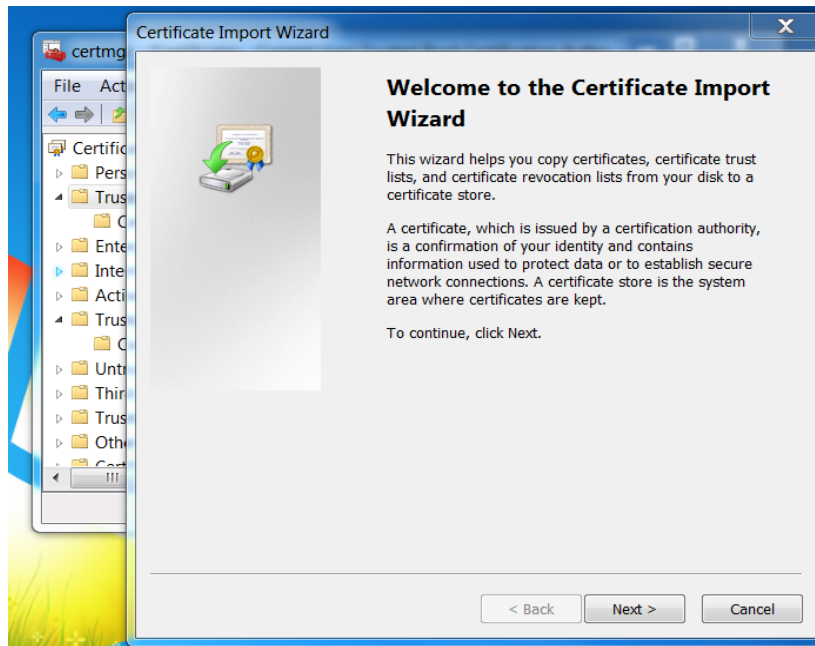 Certificate Import Wizard
certmg
File Act
Certific
Pers
Trus
C
Ente
Inte
Acti
Trus
C
Untr
Thir
Trus
Oth
Cert
Welcome to the Certificate Import
Wizard
This wizard helps you copy certificates, certificate trust
lists, and certificate revocation lists from your disk to a
certificate store.
A certificate, which is issued by a certification authority,
is a confirmation of your identity and contains
information used to protect data or to establish secure
network connections. A certificate store is the system
area where certificates are kept.
To continue, click Next.
< Back Next > Cancel